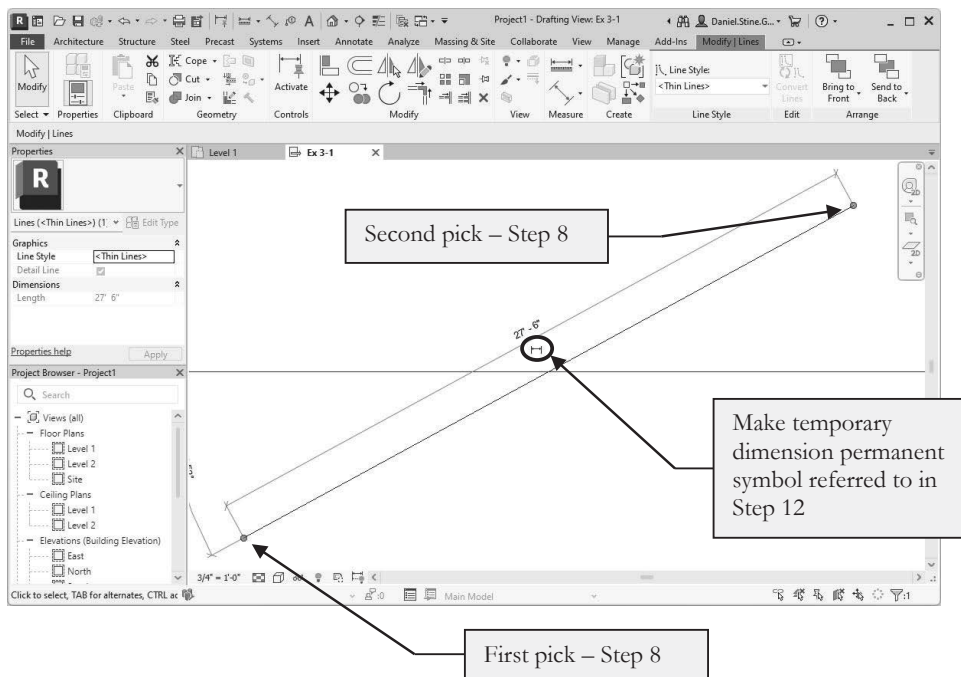 Project1 - Drafting View: Ex 3-1
Daniel.Stine.G...
File Architecture Structure Steel Precast Systems Insert Annotate Analyze Massing & Site Collaborate View Manage Add-Ins Modify | Lines
Modify
Select Properties
Paste
Clipboard
Cope
Cut
Join
Geometry
Activate
Controls
Modify
View
Measure
Create
Line Style:
<Thin Lines>
Line Style
Convert
Lines
Edit
Bring to
Front
Send to
Back
Arrange
Modify | Lines
Properties
R
Lines (<Thin Lines>) (1)
Edit Type
Graphics
Line Style <Thin Lines>
Detail Line
Dimensions
Length 27' 6"
Properties help
Apply
Project Browser - Project1
Search
Views (all)
Floor Plans
Level 1
Level 2
Site
Ceiling Plans
Level 1
Level 2
Elevations (Building Elevation)
East
North
Level 1
Ex 3-1
2D
2D
Second pick – Step 8
27' - 6"
Make temporary
dimension permanent
symbol referred to in
Step 12
3/4" = 1'-0"
Click to select, TAB for alternates, CTRL ac
:0
Main Model
:1
First pick – Step 8